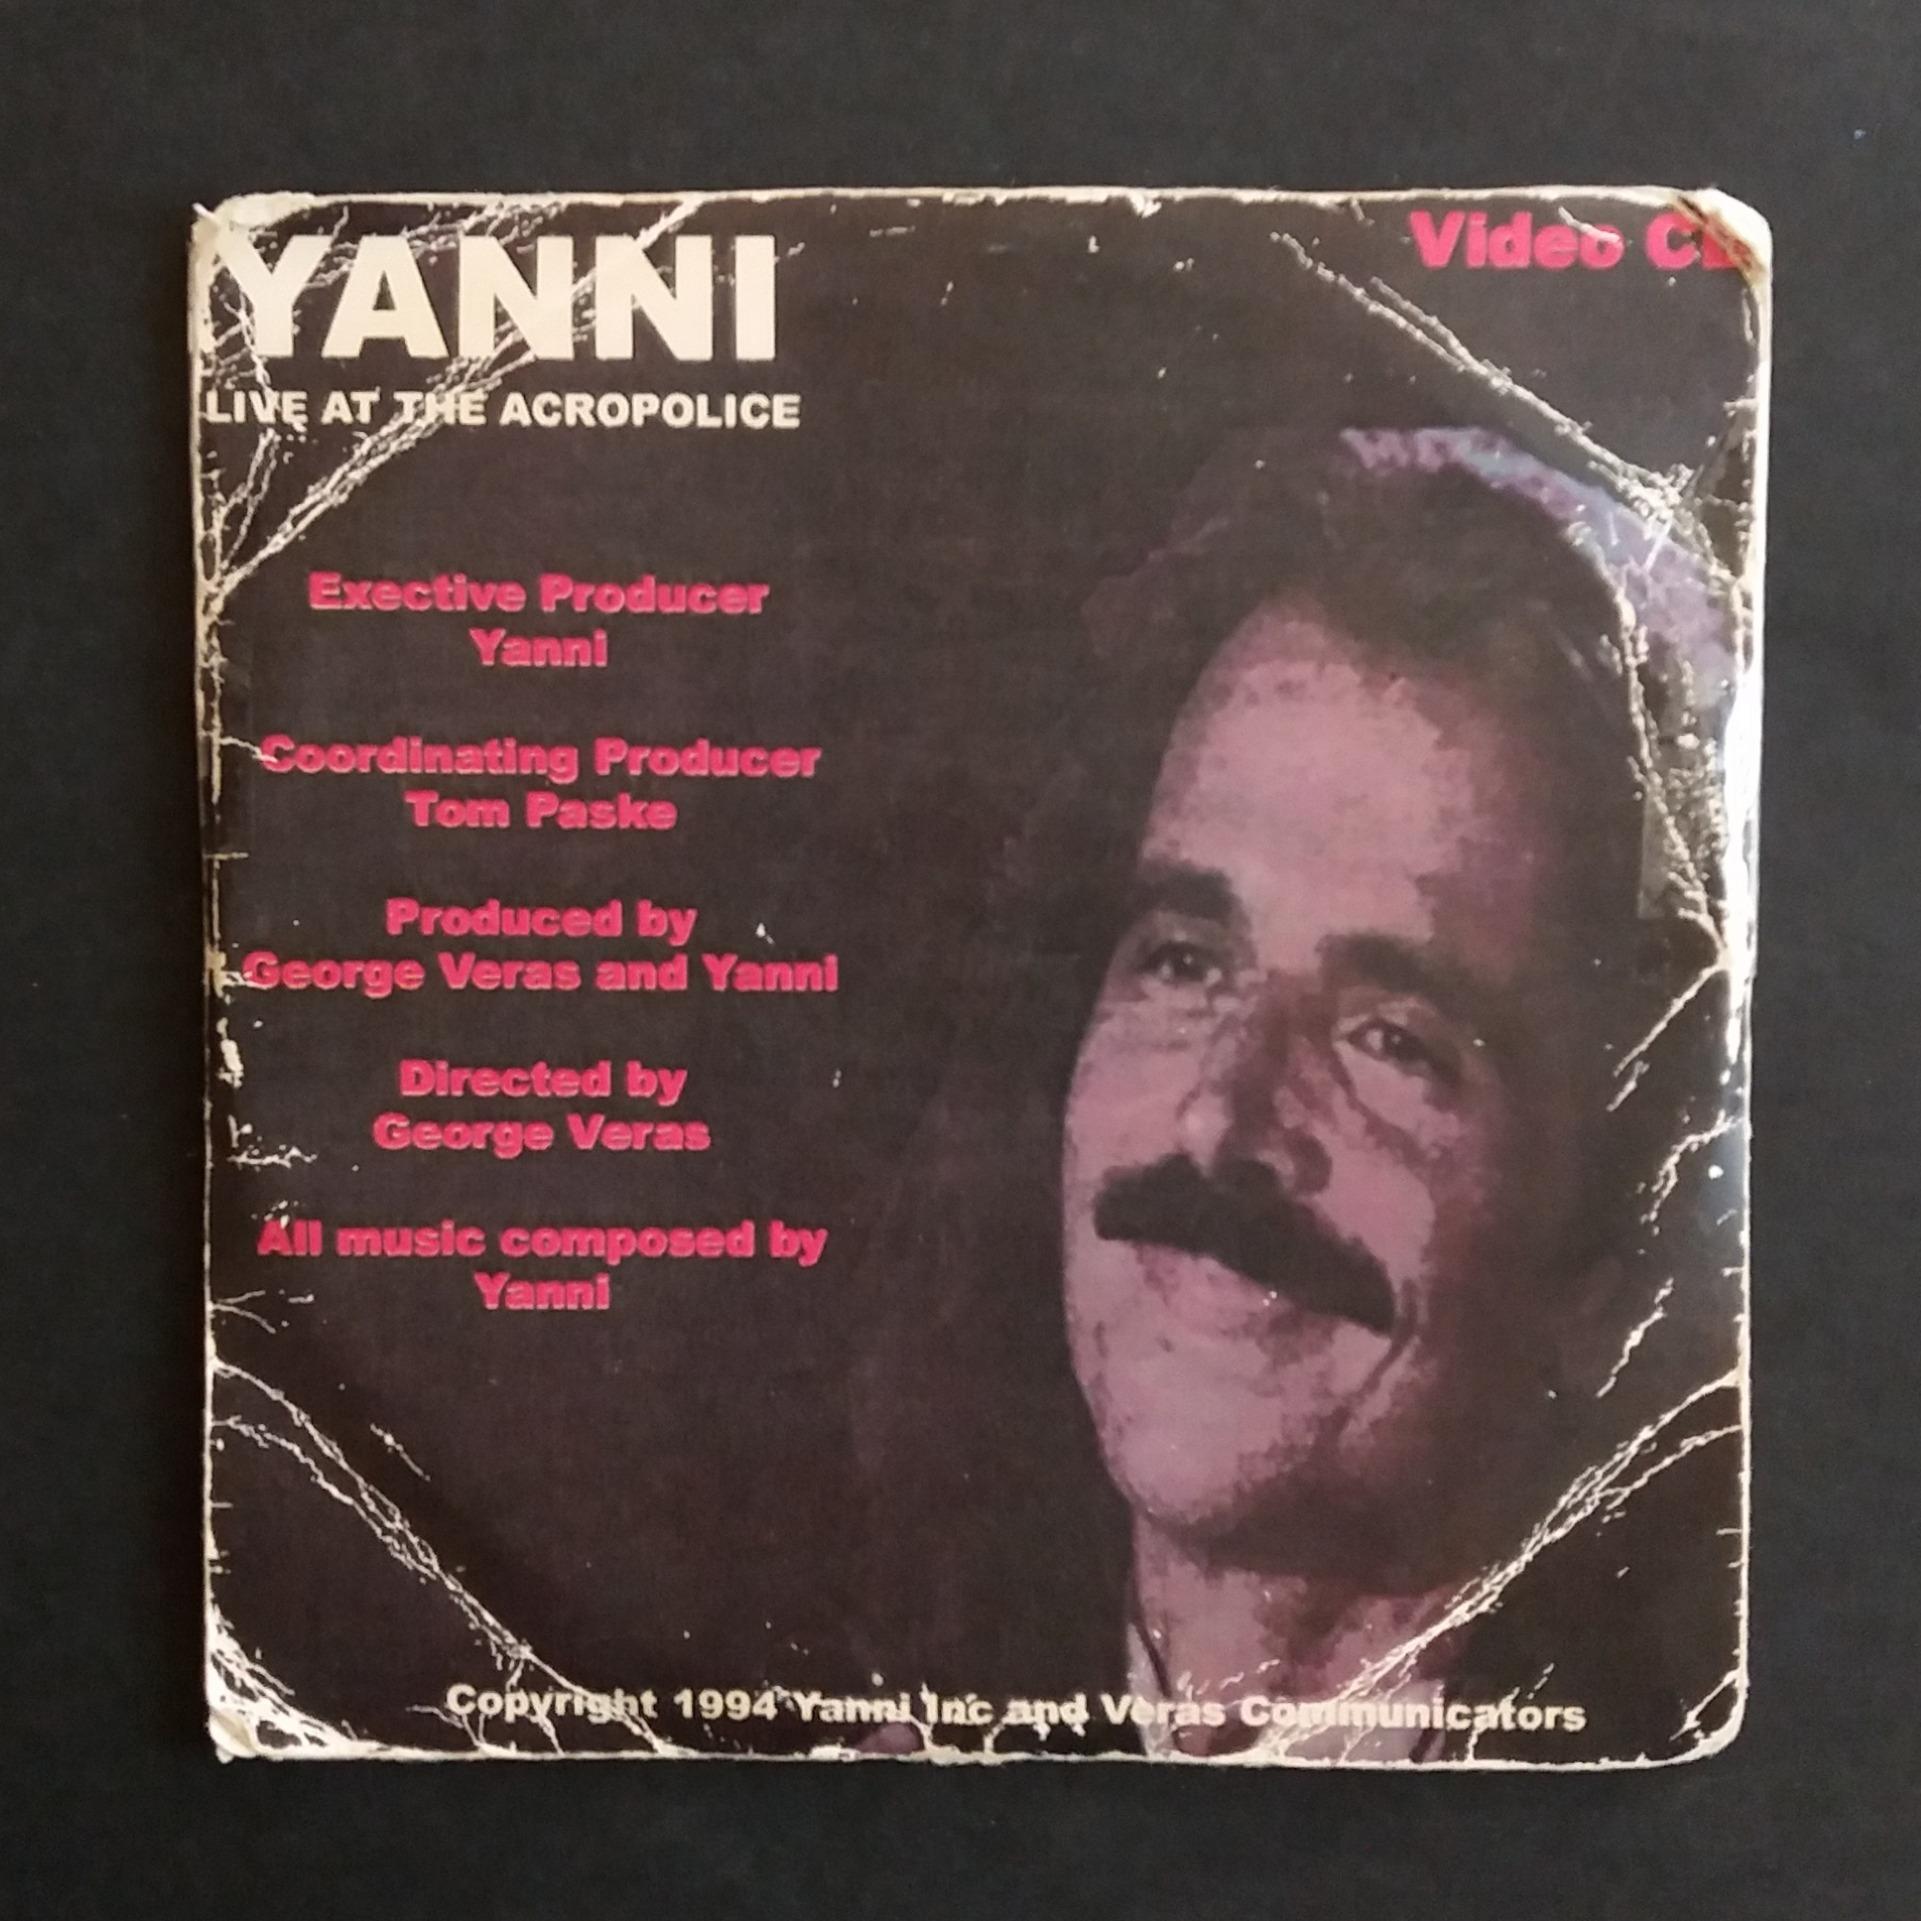 YANNI
Video CD
LIVE AT THE ACROPOLICE
Exective Producer
Yanni
Coordinating Producer
Tom Paske
Produced by
George Veras and Yanni
Directed by
George Veras
All music composed by
Yanni
Copyright 1994 Yanni Inc and Veras Communicators